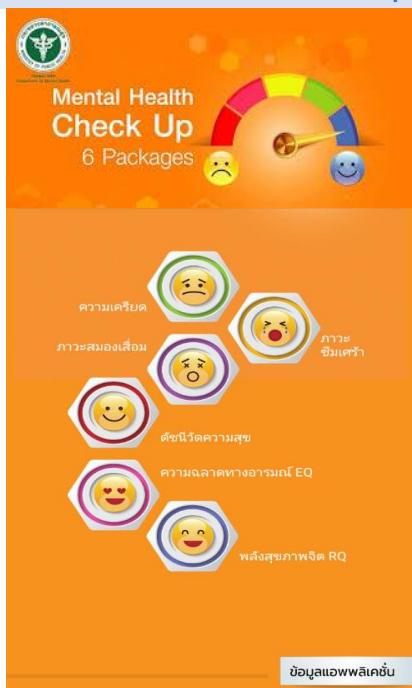 Mental Health
Check Up
6 Packages
ความเครียด
ภาวะ
ซึมเศร้า
ภาวะสมองเสื่อม
ดัชนีวัดความสุข
ความฉลาดทางอารมณ์ EQ
พลังสุขภาพจิต RQ
ข้อมูลแอพพลิเคชั่น